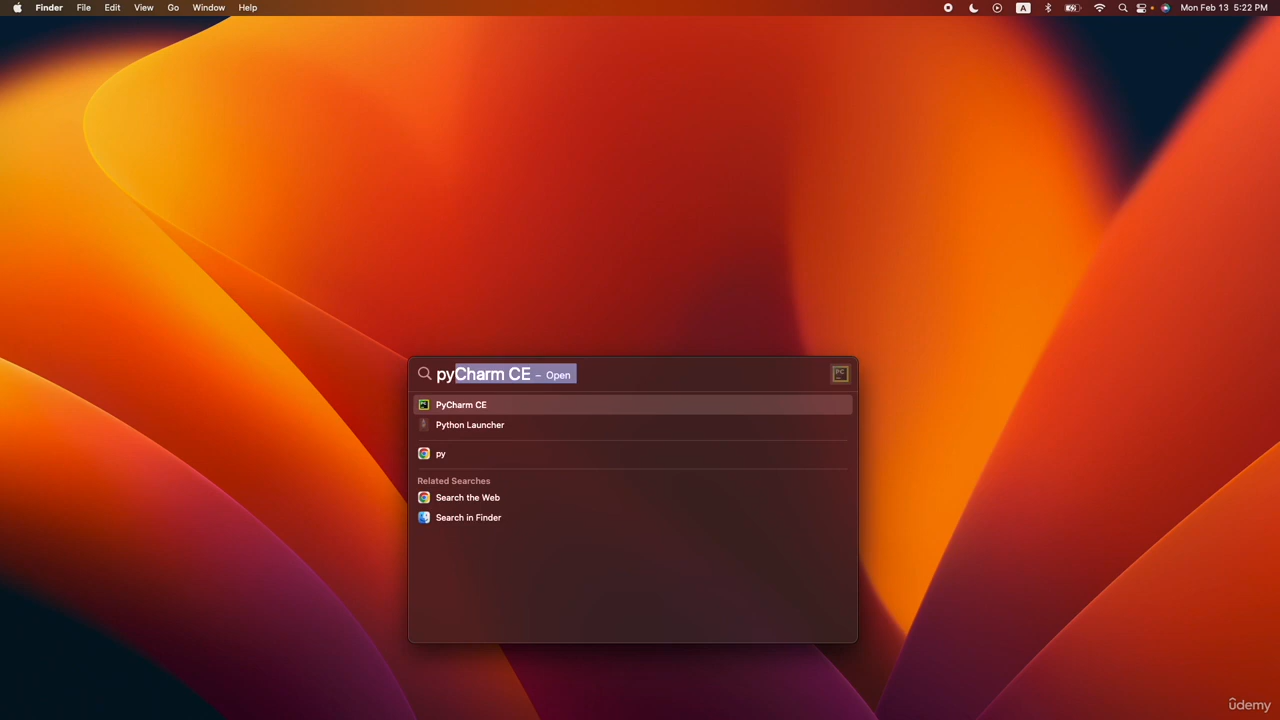 Finder File Edit View Go Window Help A Mon Feb 13 5:22 PM
pyCharm CE – Open
PyCharm CE
Python Launcher
py
Related Searches
Search the Web
Search in Finder
ûdemy